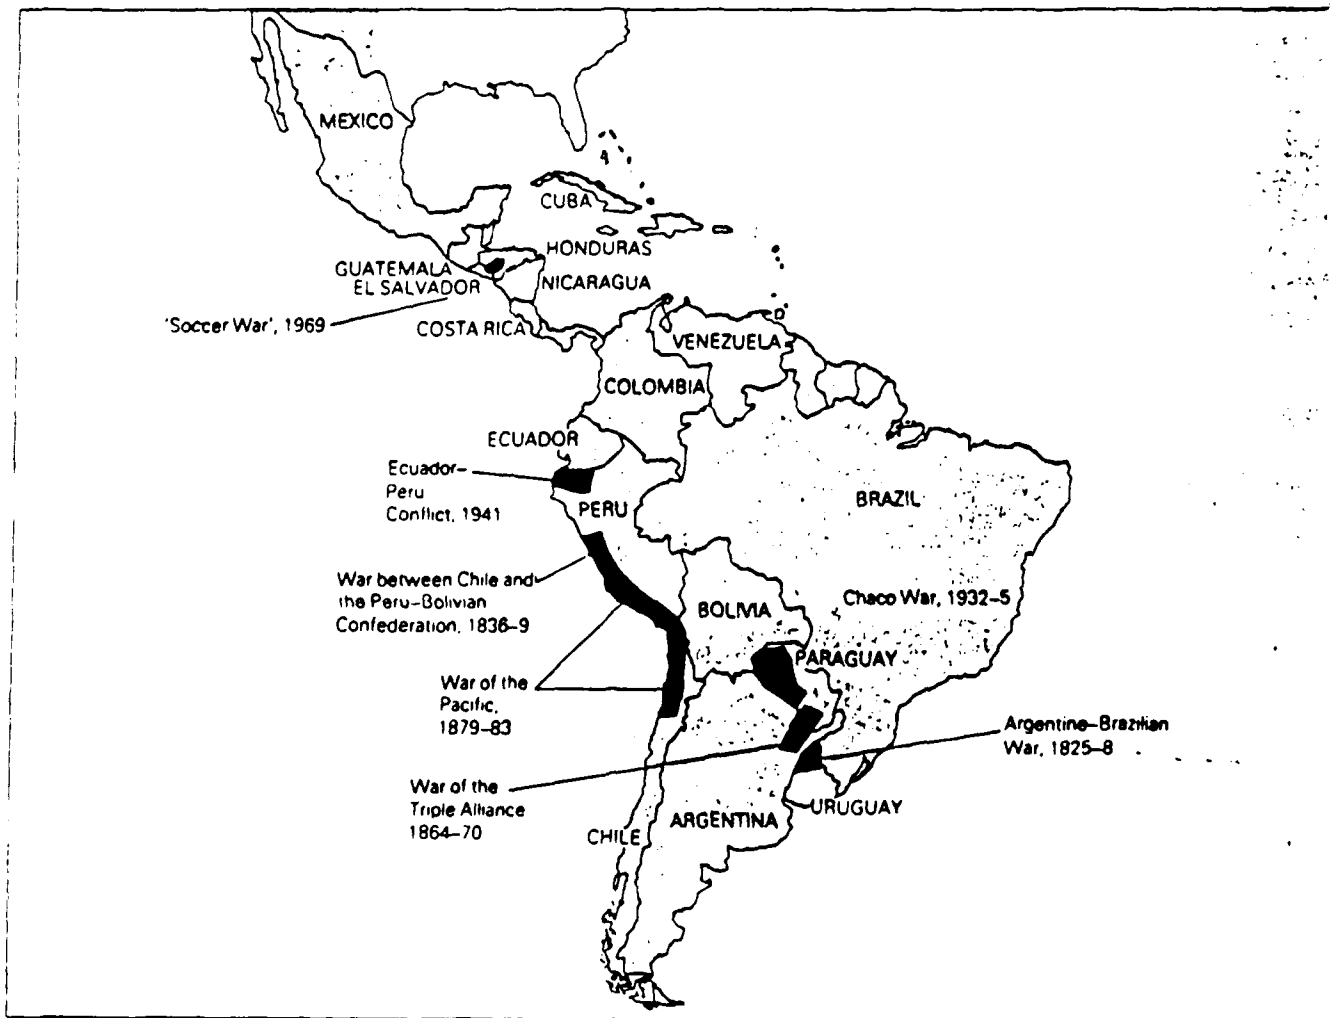 MEXICO
CUBA
HONDURAS
GUATEMALA
EL SALVADOR
NICARAGUA
'Soccer War', 1969
COSTA RICA
VENEZUELA
COLOMBIA
ECUADOR
Ecuador–
Peru
Conflict, 1941
PERU
BRAZIL
War between Chile and
the Peru–Bolivian
Confederation, 1836–9
BOLIVIA
Chaco War, 1932–5
PARAGUAY
War of the
Pacific,
1879–83
Argentine–Brazilian
War, 1825–8
War of the
Triple Alliance
1864–70
URUGUAY
ARGENTINA
CHILE